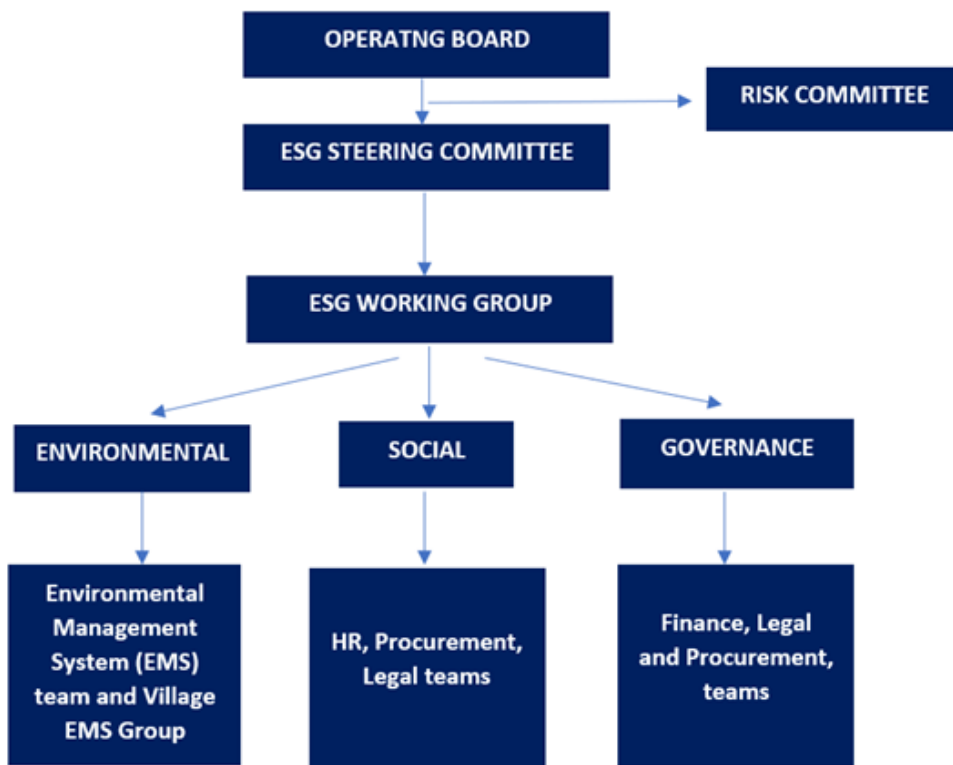 OPERATNG BOARD
RISK COMMITTEE
ESG STEERING COMMITTEE
ESG WORKING GROUP
ENVIRONMENTAL
SOCIAL
GOVERNANCE
Environmental
Management
System (EMS)
team and Village
EMS Group
HR, Procurement,
Legal teams
Finance, Legal
and Procurement,
teams